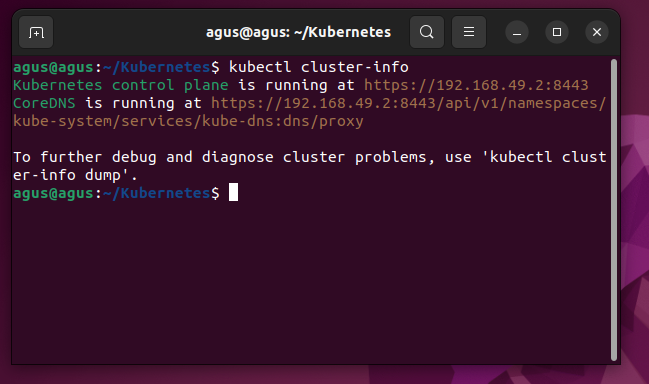 agus@agus: ~/Kubernetes
agus@agus:~/Kubernetes$ kubectl cluster-info
Kubernetes control plane is running at https://192.168.49.2:8443
CoreDNS is running at https://192.168.49.2:8443/api/v1/namespaces/
kube-system/services/kube-dns:dns/proxy
To further debug and diagnose cluster problems, use 'kubectl clust
er-info dump'.
agus@agus:~/Kubernetes$